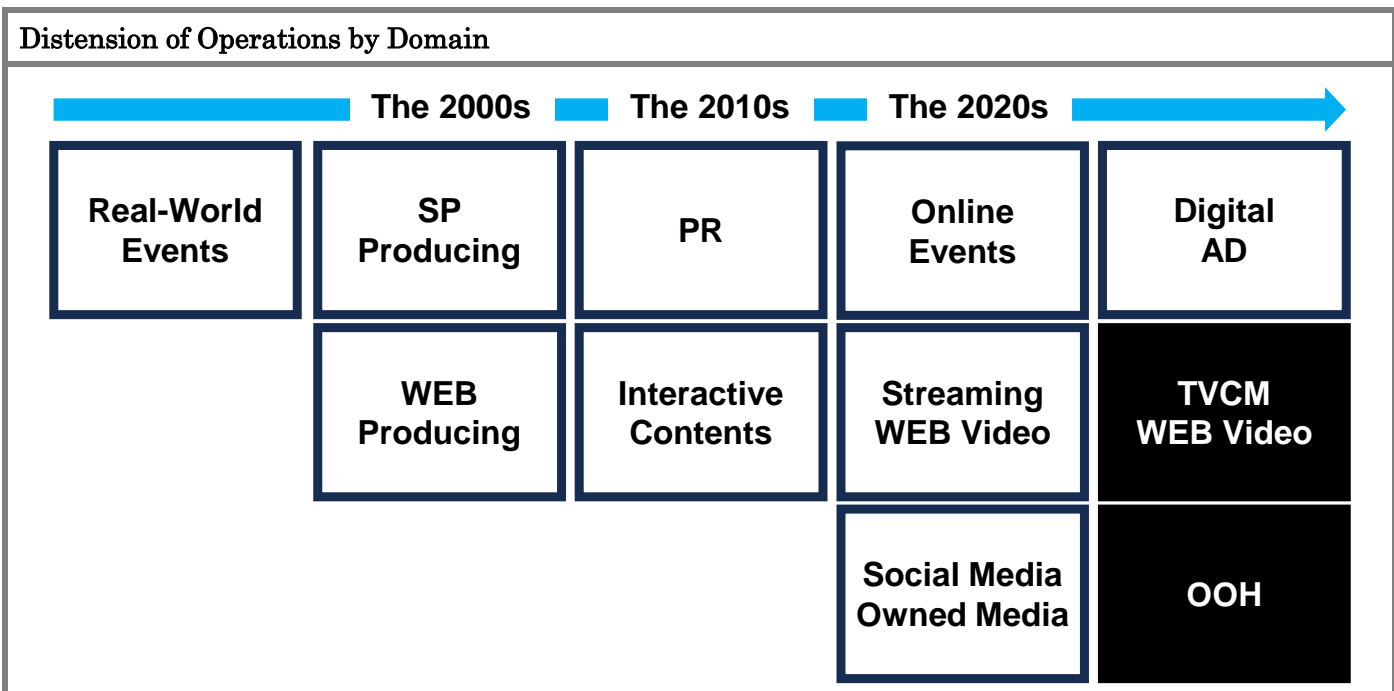 Distension of Operations by Domain
The 2000s The 2010s The 2020s
Real-World
Events
SP
Producing
PR
Online
Events
Digital
AD
WEB
Producing
Interactive
Contents
Streaming
WEB Video
TVCM
WEB Video
Social Media
Owned Media
OOH